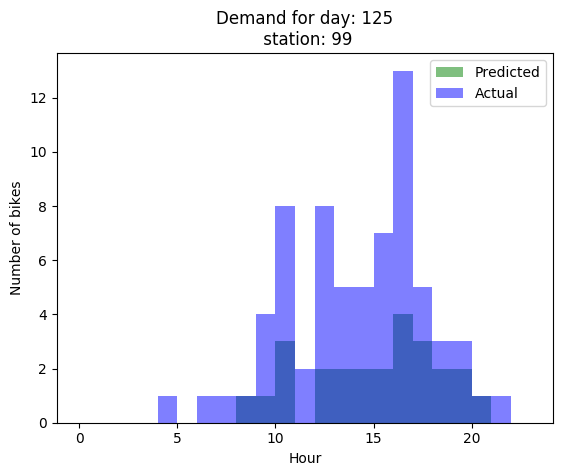 Demand for day: 125
station: 99
Predicted
Actual
Number of bikes
12
10
8
6
4
2
0
0 5 10 15 20
Hour